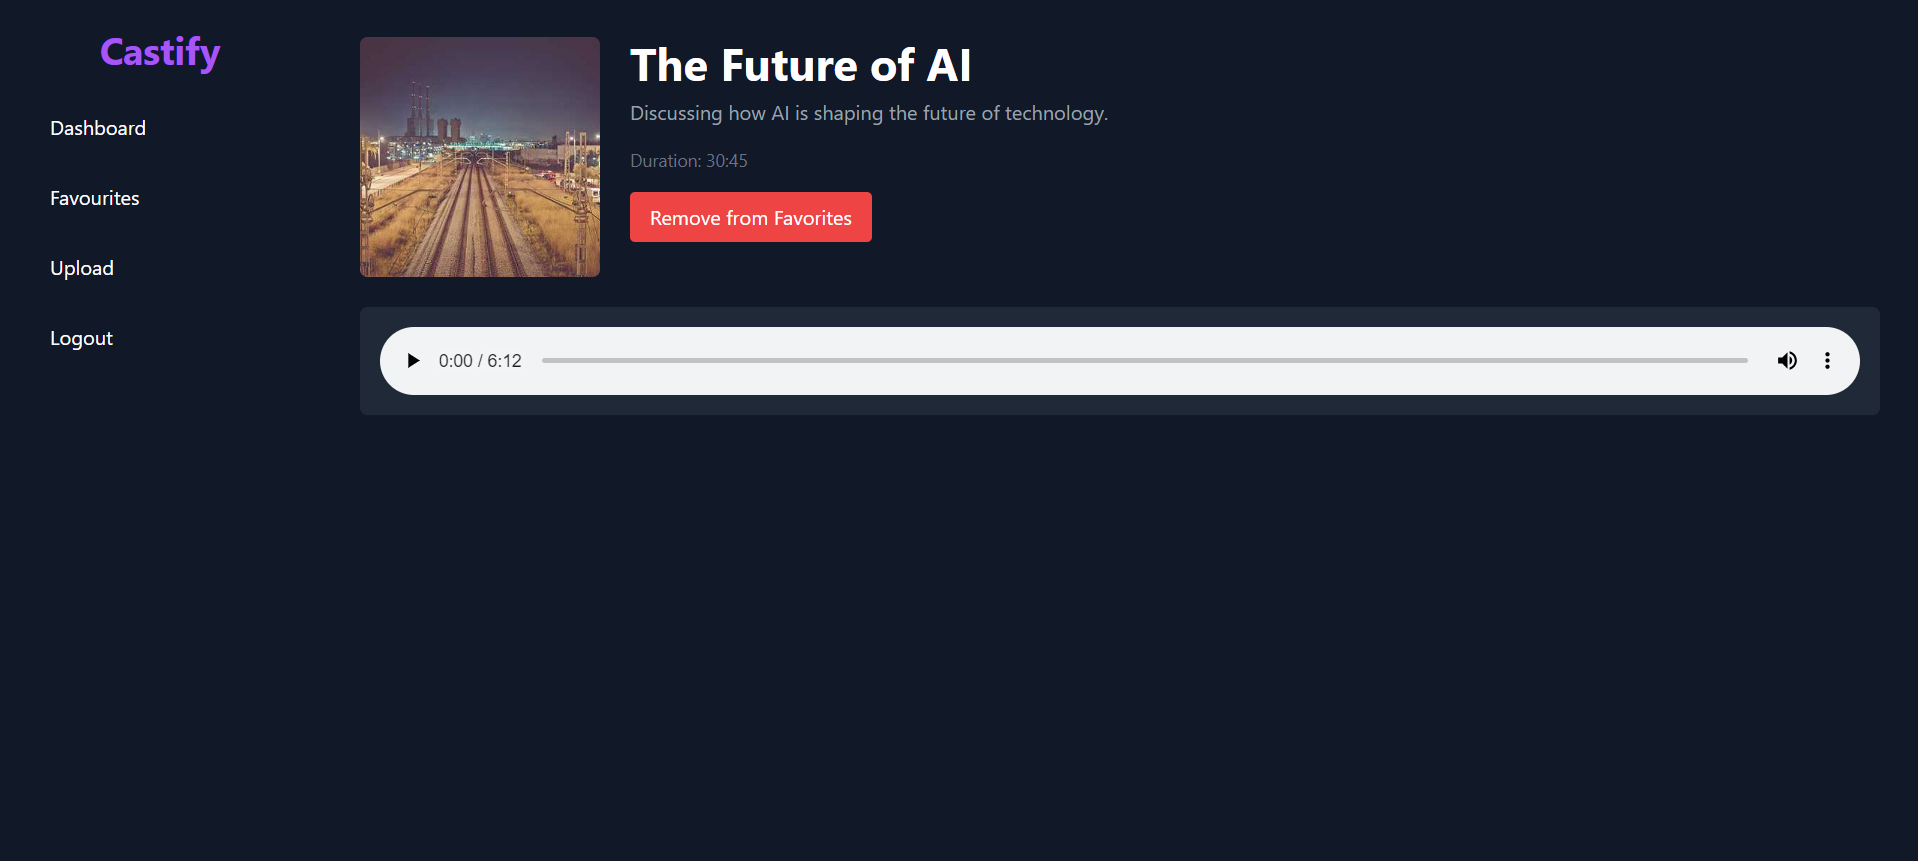 Castify
Dashboard
Favourites
Upload
Logout
The Future of AI
Discussing how AI is shaping the future of technology.
Duration: 30:45
Remove from Favorites
0:00 / 6:12